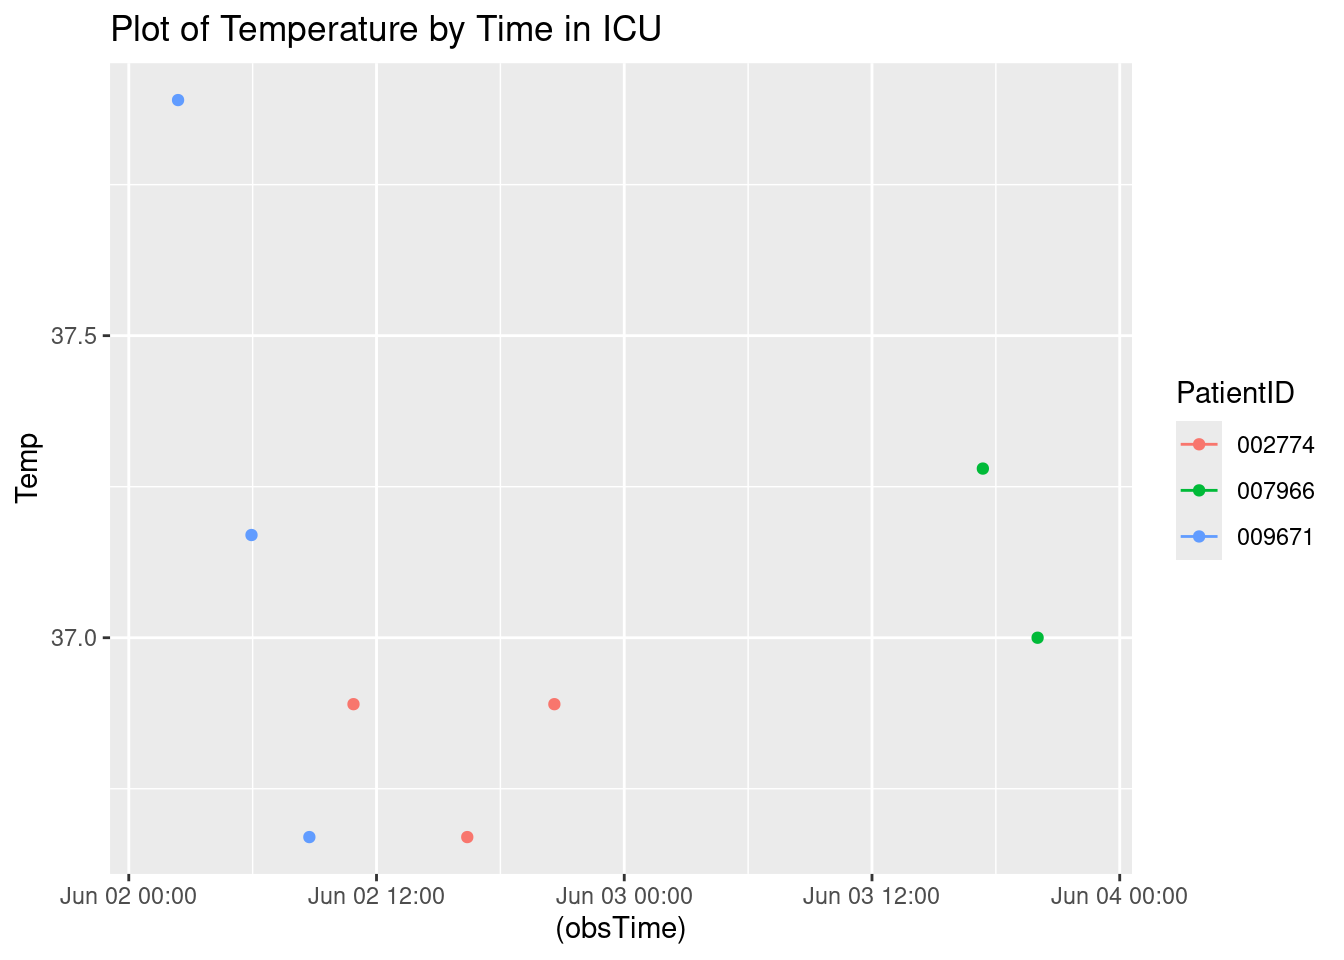 Plot of Temperature by Time in ICU
37.5
37.0
Temp
Jun 02 00:00
Jun 02 12:00
Jun 03 00:00
Jun 03 12:00
Jun 04 00:00
(obsTime)
PatientID
002774
007966
009671